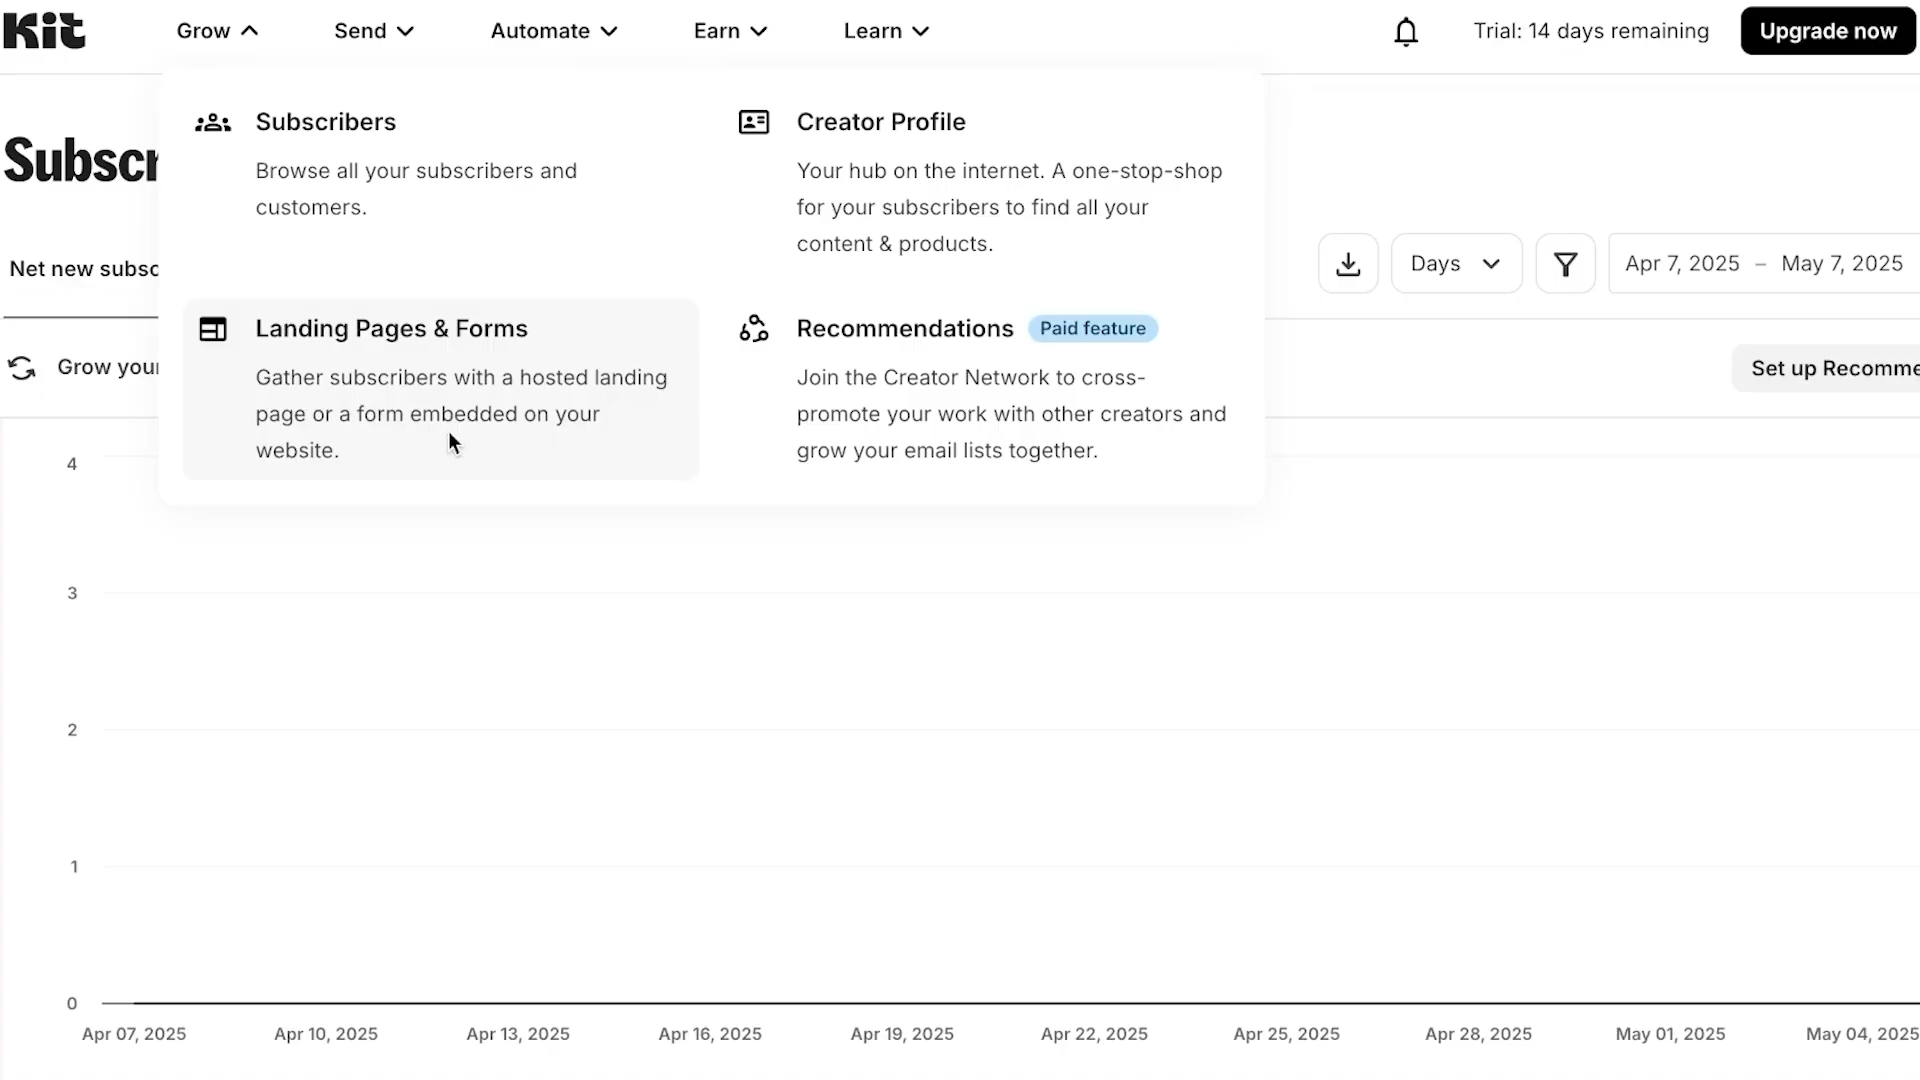 Kit
Grow
Send
Automate
Earn
Learn
Trial: 14 days remaining
Upgrade now
Subscribers
Browse all your subscribers and
customers.
Creator Profile
Your hub on the internet. A one-stop-shop
for your subscribers to find all your
content & products.
Landing Pages & Forms
Gather subscribers with a hosted landing
page or a form embedded on your
website.
Recommendations
Paid feature
Join the Creator Network to cross-
promote your work with other creators and
grow your email lists together.
Subscr
Net new subsc
Days
Apr 7, 2025 – May 7, 2025
Grow your
Set up Recomme
4
3
2
1
0
Apr 07, 2025
Apr 10, 2025
Apr 13, 2025
Apr 16, 2025
Apr 19, 2025
Apr 22, 2025
Apr 25, 2025
Apr 28, 2025
May 01, 2025
May 04, 2025